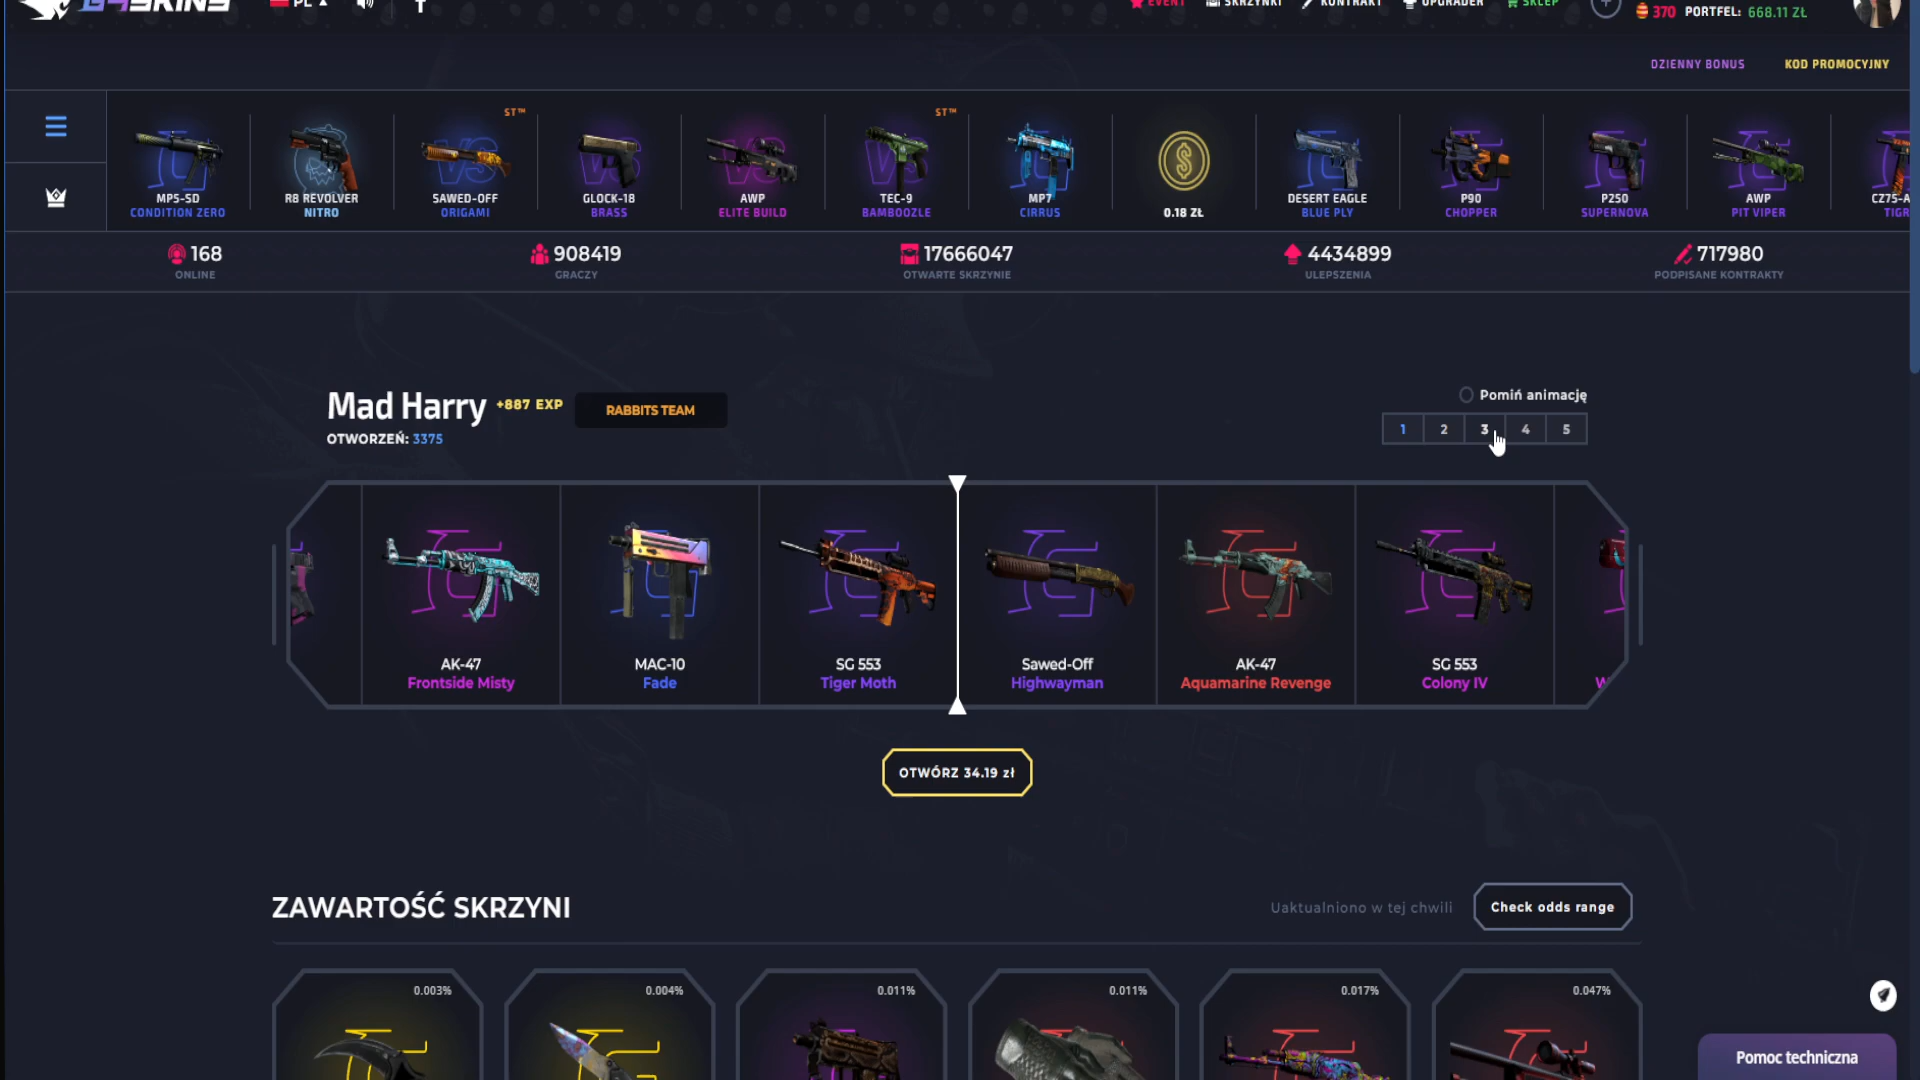 G4SKINS
PL
EVENT
SKRZYNKI
KONTRAKT
UPGRADER
SKLEP
370 PORTFEL: 668.11 ZŁ
DZIENNY BONUS
KOD PROMOCYJNY
ST™
ST™
MP5-SD
CONDITION ZERO
R8 REVOLVER
NITRO
SAWED-OFF
ORIGAMI
GLOCK-18
BRASS
AWP
ELITE BUILD
TEC-9
BAMBOOZLE
MP7
CIRRUS
0.18 ZŁ
DESERT EAGLE
BLUE PLY
P90
CHOPPER
P250
SUPERNOVA
AWP
PIT VIPER
CZ75-A
TIGR
168
ONLINE
908419
GRACZY
17666047
OTWARTE SKRZYNIE
4434899
ULEPSZENIA
717980
PODPISANE KONTRAKTY
Mad Harry +887 EXP
RABBITS TEAM
OTWORZEŃ: 3375
Pomiń animację
1 2 3 4 5
AK-47
Frontside Misty
MAC-10
Fade
SG 553
Tiger Moth
Sawed-Off
Highwayman
AK-47
Aquamarine Revenge
SG 553
Colony IV
W
OTWÓRZ 34.19 zł
ZAWARTOŚĆ SKRZYNI
Uaktualniono w tej chwili
Check odds range
0.003%
0.004%
0.011%
0.011%
0.017%
0.047%
Pomoc techniczna